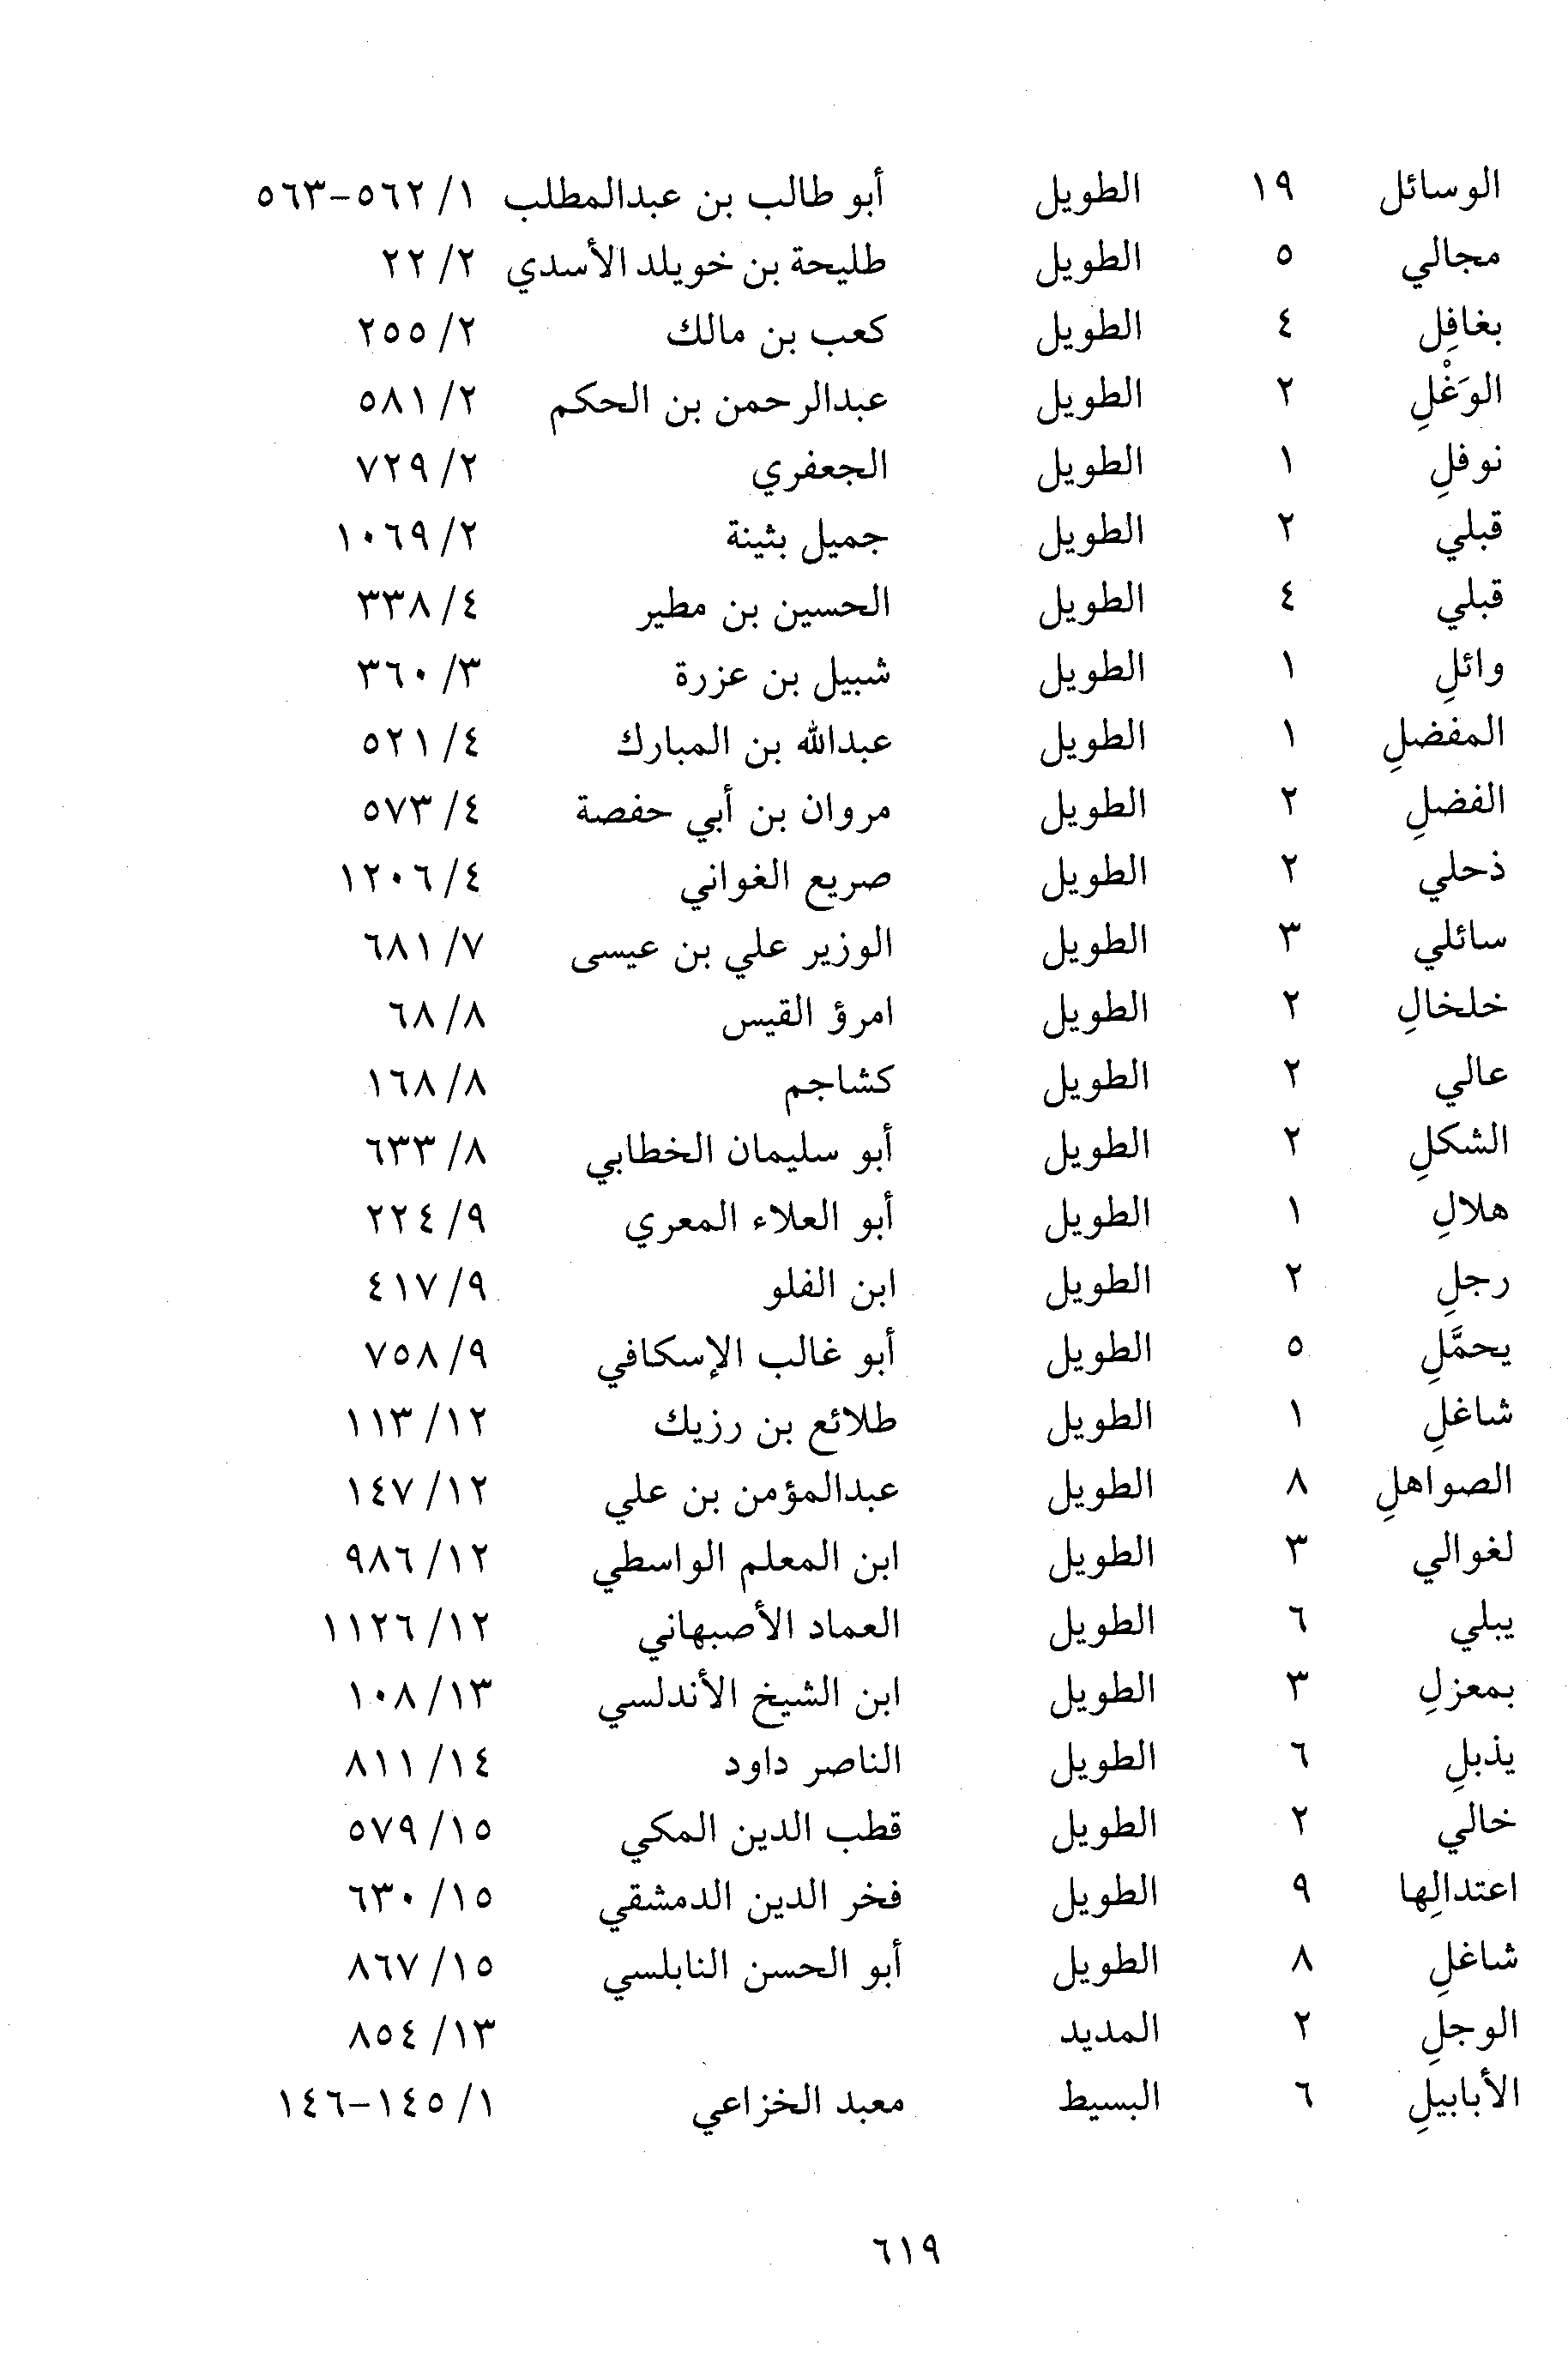 الوسائل ١٩ الطويل أبو طالب بن عبدالمطلب ١/ ٥٦٢-٥٦٣
مجالي ٥ الطويل طليحة بن خويلد الأسدي ٢/ ٢٢
بغافِلِ ٤ الطويل كعب بن مالك ٢/ ٢٥٥
الوَغْلِ ٢ الطويل عبدالرحمن بن الحكم ٢/ ٥٨١
نوفلِ ١ الطويل الجعفري ٢/ ٧٢٩
قبلي ٢ الطويل جميل بثينة ٢/ ١٠٦٩
قبلي ٤ الطويل الحسين بن مطير ٤/ ٣٣٨
وائلِ ١ الطويل شبيل بن عزرة ٣/ ٣٦٠
المفضلِ ١ الطويل عبدالله بن المبارك ٤/ ٥٢١
الفضلِ ٢ الطويل مروان بن أبي حفصة ٤/ ٥٧٣
ذحلي ٢ الطويل صريع الغواني ٤/ ١٢٠٦
سائلي ٣ الطويل الوزير علي بن عيسى ٧/ ٦٨١
خلخالِ ٢ الطويل امرؤ القيس ٨/ ٦٨
عالي ٢ الطويل كشاجم ٨/ ١٦٨
الشكلِ ٢ الطويل أبو سليمان الخطابي ٨/ ٦٣٣
هلالِ ١ الطويل أبو العلاء المعري ٩/ ٢٢٤
رجلِ ٢ الطويل ابن الفلو ٩/ ٤١٧
يحمَّلِ ٥ الطويل أبو غالب الإسكافي ٩/ ٧٥٨
شاغلِ ١ الطويل طلائع بن رزيك ١٢/ ١١٣
الصواهلِ ٨ الطويل عبدالمؤمن بن علي ١٢/ ١٤٧
لغوالي ٣ الطويل ابن المعلم الواسطي ١٢/ ٩٨٦
يبلي ٦ الطويل العماد الأصبهاني ١٢/ ١١٢٦
بمعزلِ ٣ الطويل ابن الشيخ الأندلسي ١٣/ ١٠٨
يذبلِ ٦ الطويل الناصر داود ١٤/ ٨١١
خالي ٢ الطويل قطب الدين المكي ١٥/ ٥٧٩
اعتدالِها ٩ الطويل فخر الدين الدمشقي ١٥/ ٦٣٠
شاغلِ ٨ الطويل أبو الحسن النابلسي ١٥/ ٨٦٧
الوجلِ ٢ المديد ١٣/ ٨٥٤
الأبابيلِ ٦ البسيط معبد الخزاعي ١/ ١٤٥-١٤٦
٦١٩